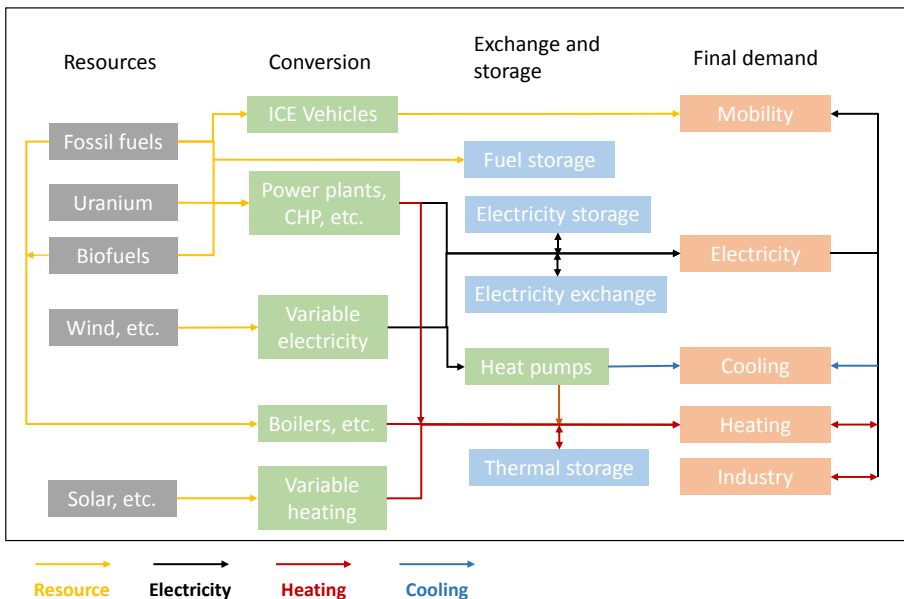 Resources
Conversion
Exchange and
storage
Final demand
Fossil fuels
Uranium
Biofuels
Wind, etc.
Solar, etc.
ICE Vehicles
Power plants,
CHP, etc.
Variable
electricity
Boilers, etc.
Variable
heating
Fuel storage
Electricity storage
Electricity exchange
Heat pumps
Thermal storage
Mobility
Electricity
Cooling
Heating
Industry
Resource
Electricity
Heating
Cooling